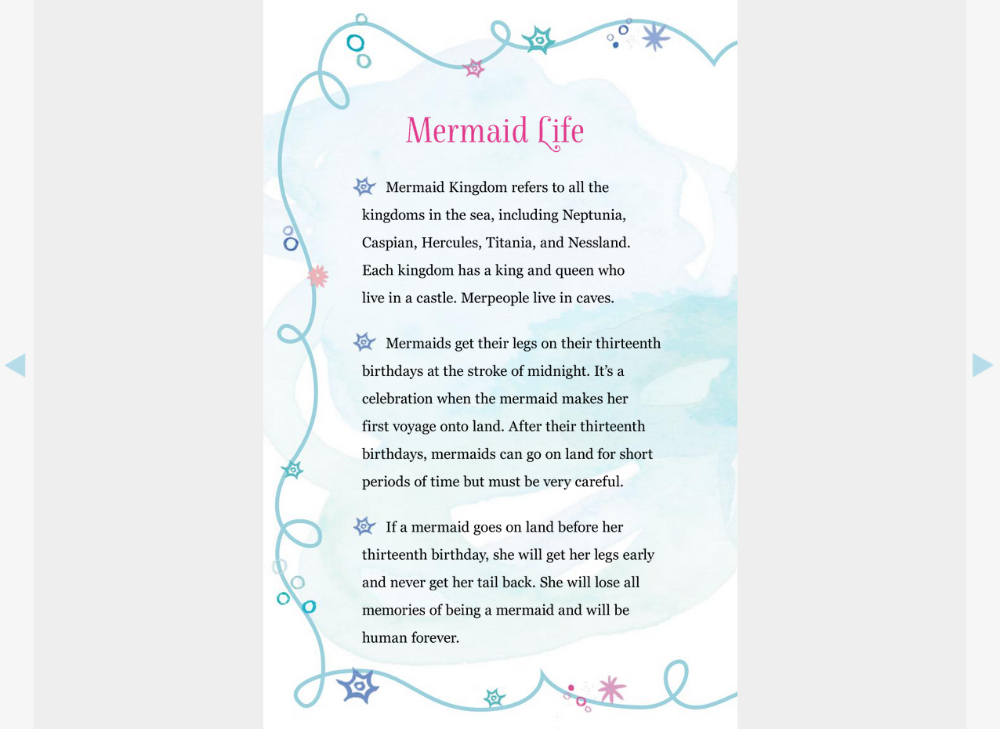 Mermaid Life
Mermaid Kingdom refers to all the
kingdoms in the sea, including Neptunia,
Caspian, Hercules, Titania, and Nessland.
Each kingdom has a king and queen who
live in a castle. Merpeople live in caves.
Mermaids get their legs on their thirteenth
birthdays at the stroke of midnight. It’s a
celebration when the mermaid makes her
first voyage onto land. After their thirteenth
birthdays, mermaids can go on land for short
periods of time but must be very careful.
If a mermaid goes on land before her
thirteenth birthday, she will get her legs early
and never get her tail back. She will lose all
memories of being a mermaid and will be
human forever.